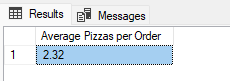 Results Messages
Average Pizzas per Order
1 2.32